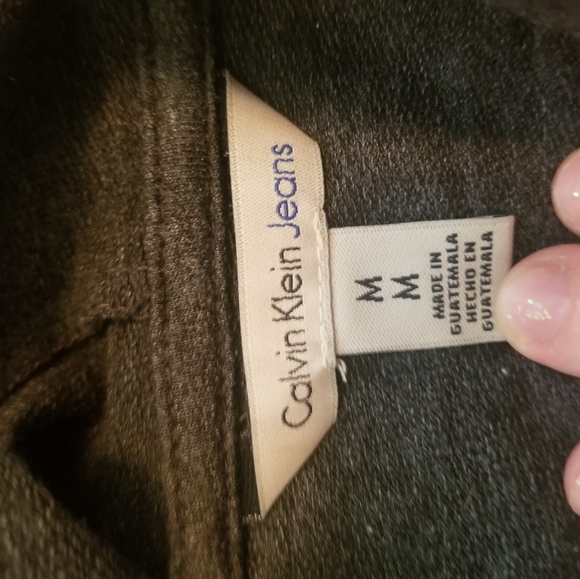 Calvin Klein Jeans
M
M
MADE IN
GUATEMALA
HECHO EN
GUATEMALA